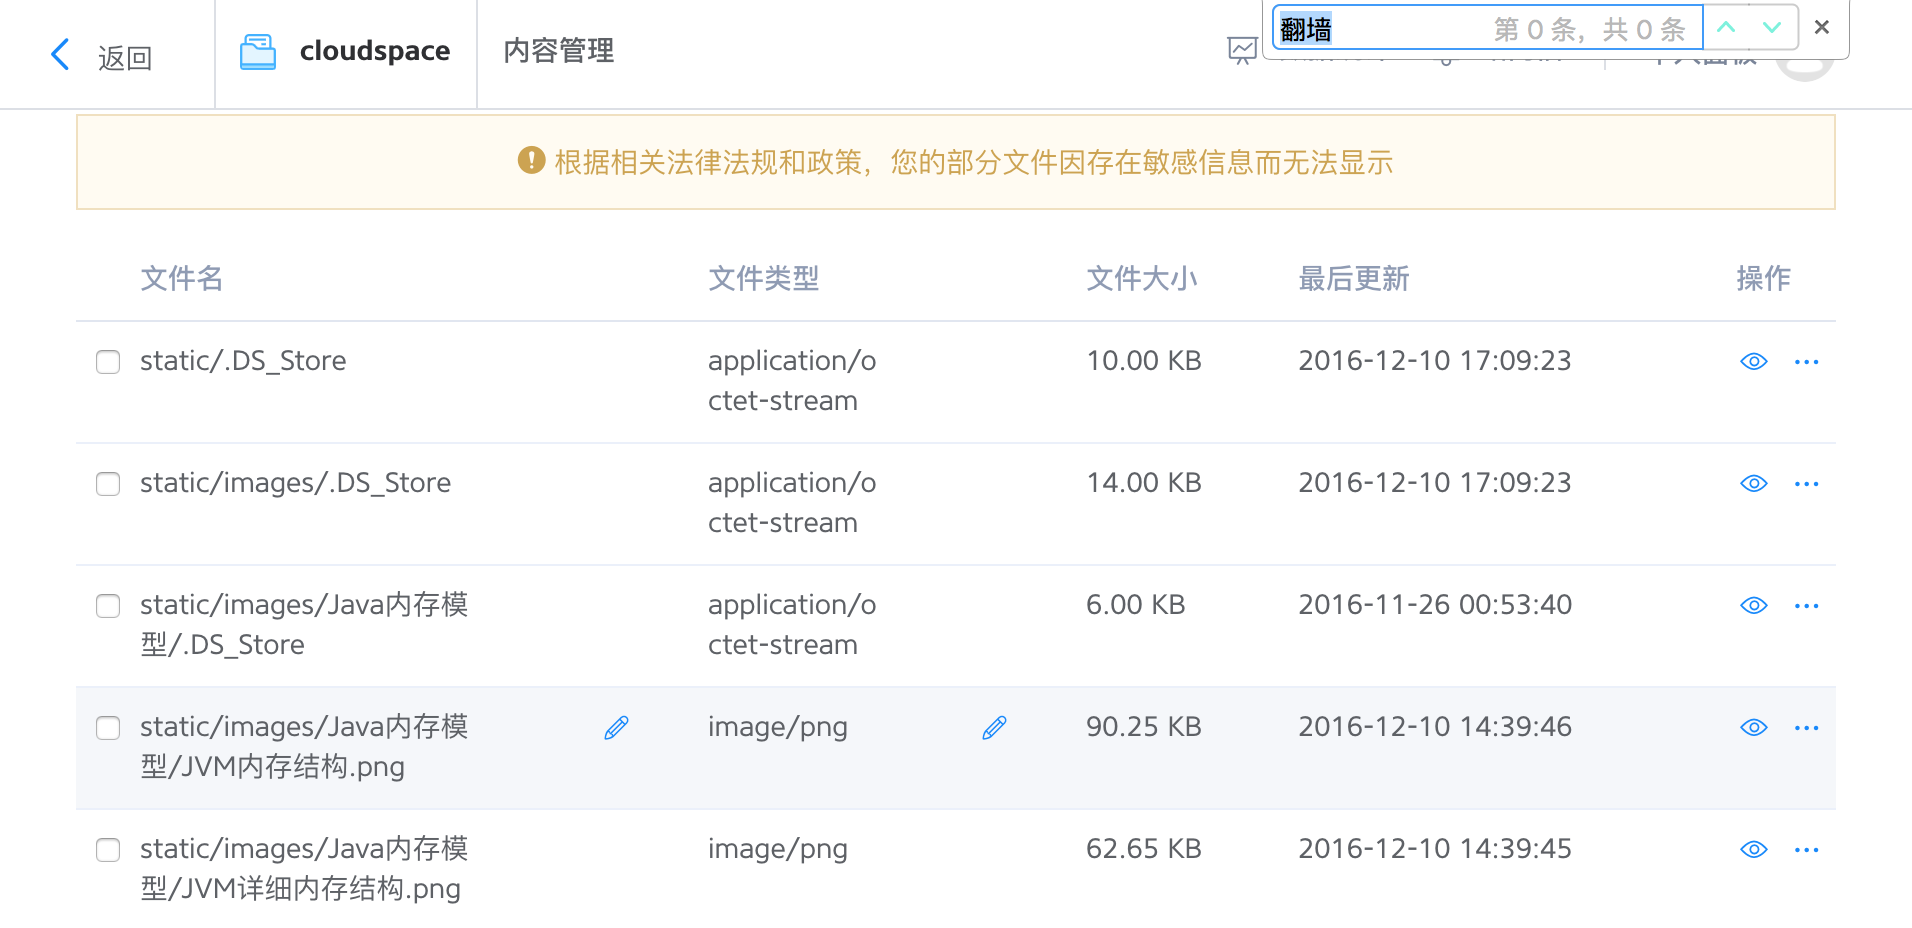 返回
cloudspace
内容管理
翻墙
第 0 条，共 0 条
根据相关法律法规和政策，您的部分文件因存在敏感信息而无法显示
文件名 文件类型 文件大小 最后更新 操作
static/.DS_Store application/o 10.00 KB 2016-12-10 17:09:23
ctet-stream
static/images/.DS_Store application/o 14.00 KB 2016-12-10 17:09:23
ctet-stream
static/images/Java内存模 application/o 6.00 KB 2016-11-26 00:53:40
型/.DS_Store ctet-stream
static/images/Java内存模 image/png 90.25 KB 2016-12-10 14:39:46
型/JVM内存结构.png
static/images/Java内存模 image/png 62.65 KB 2016-12-10 14:39:45
型/JVM详细内存结构.png